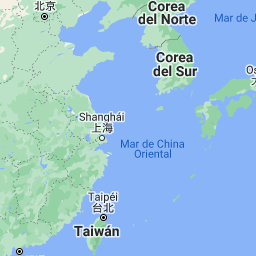 北京
Corea
del Norte
Mar de J
Corea
del Sur
Os
Shanghái
上海
Mar de China
Oriental
Taipéi
台北
Taiwán